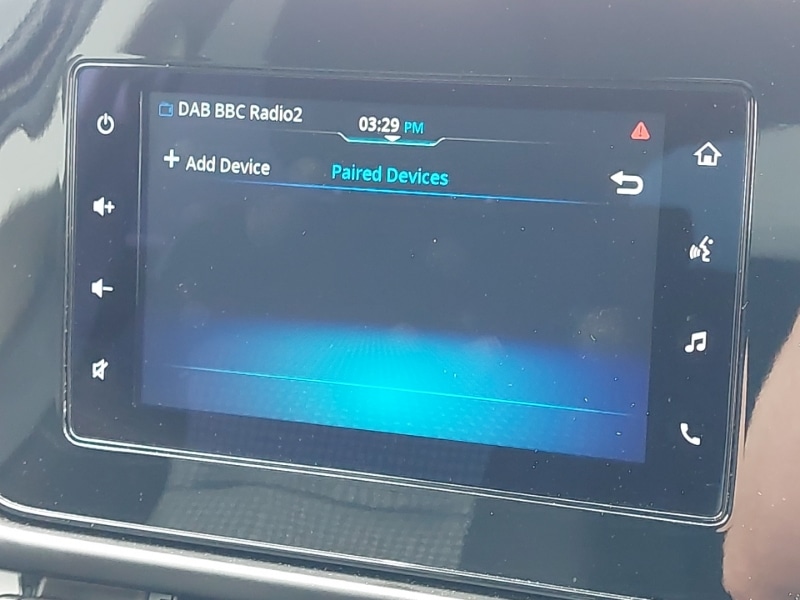 DAB BBC Radio2
03:29 PM
+ Add Device
Paired Devices